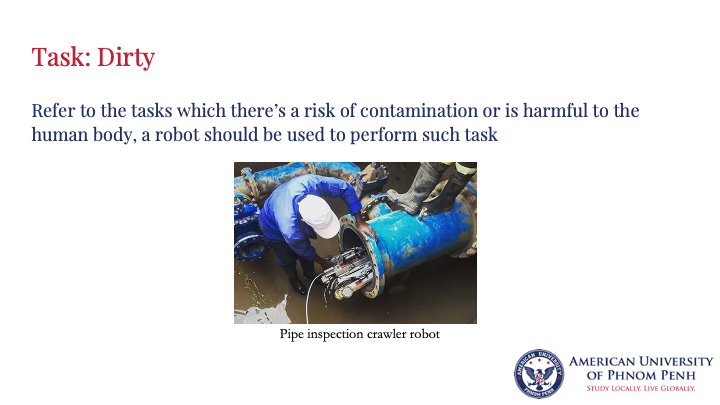 Task: Dirty
Refer to the tasks which there’s a risk of contamination or is harmful to the
human body, a robot should be used to perform such task
Pipe inspection crawler robot
AMERICAN UNIVERSITY
PHNOM PENH
AMERICAN UNIVERSITY
OF PHNOM PENH
STUDY LOCALLY. LIVE GLOBALLY.